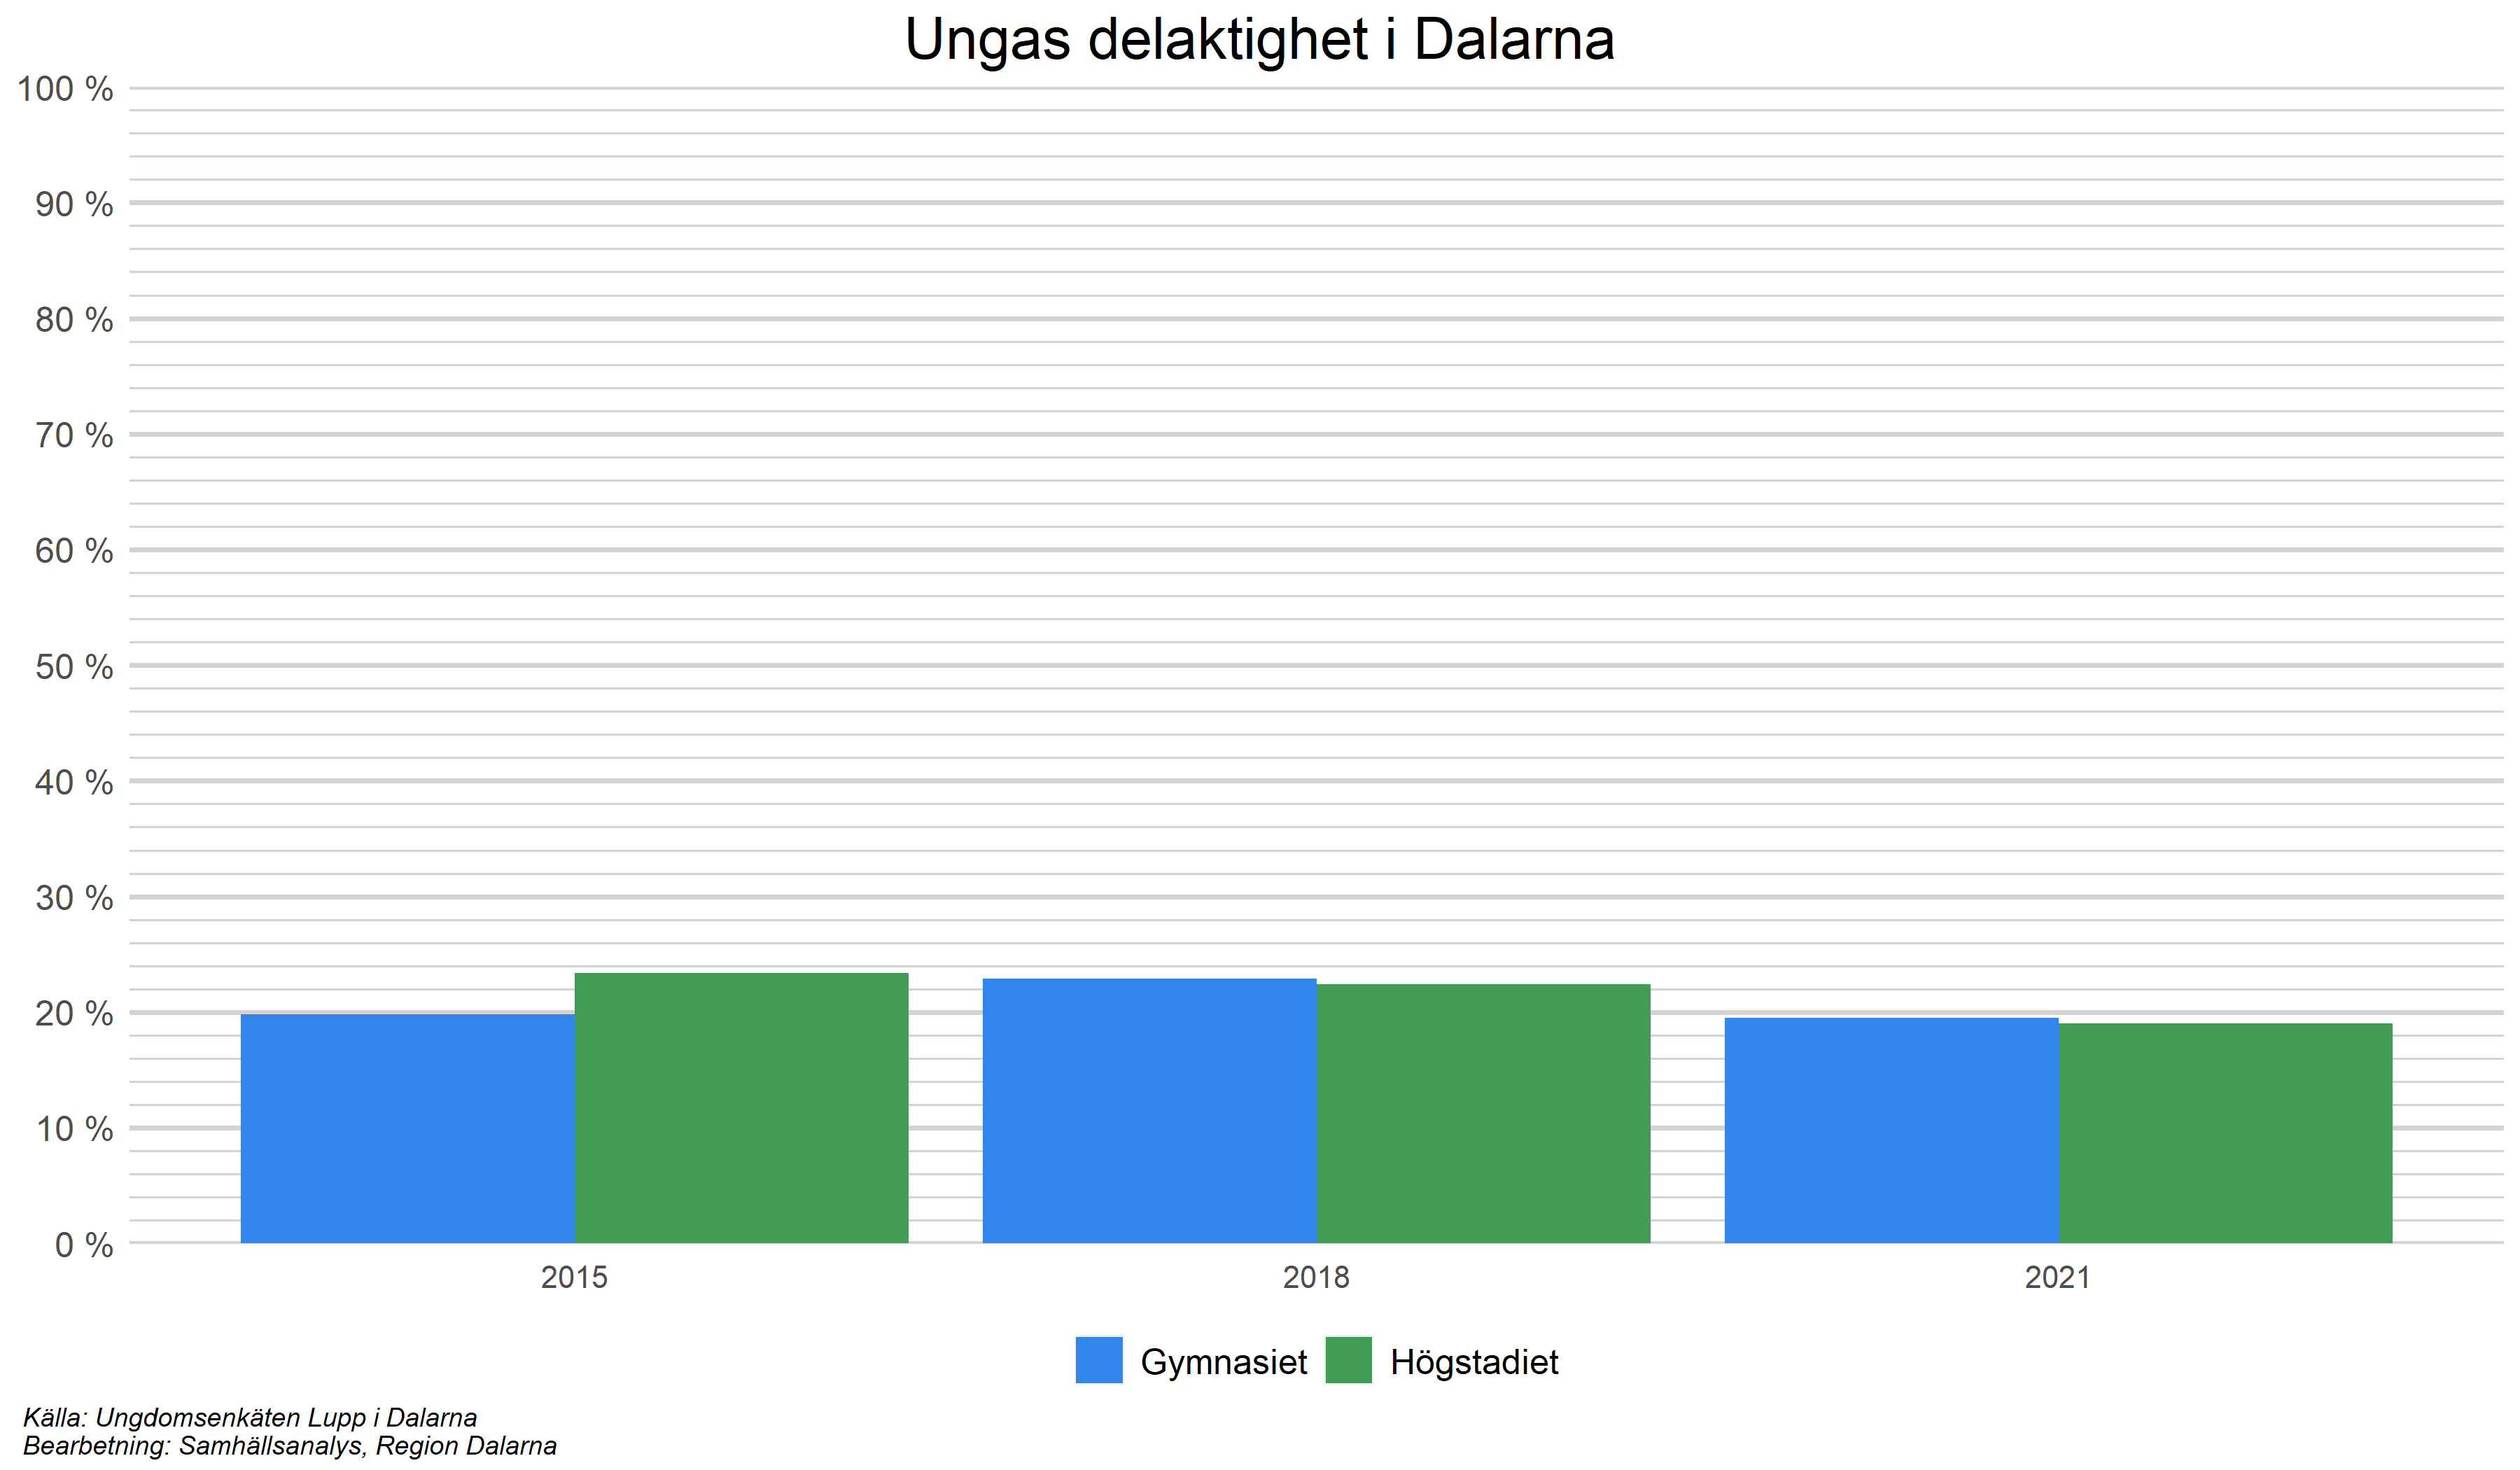 Ungas delaktighet i Dalarna
100 %
90 %
80 %
70 %
60 %
50 %
40 %
30 %
20 %
10 %
0 %
2015
2018
2021
Gymnasiet
Högstadiet
Källa: Ungdomsenkäten Lupp i Dalarna
Bearbetning: Samhällsanalys, Region Dalarna